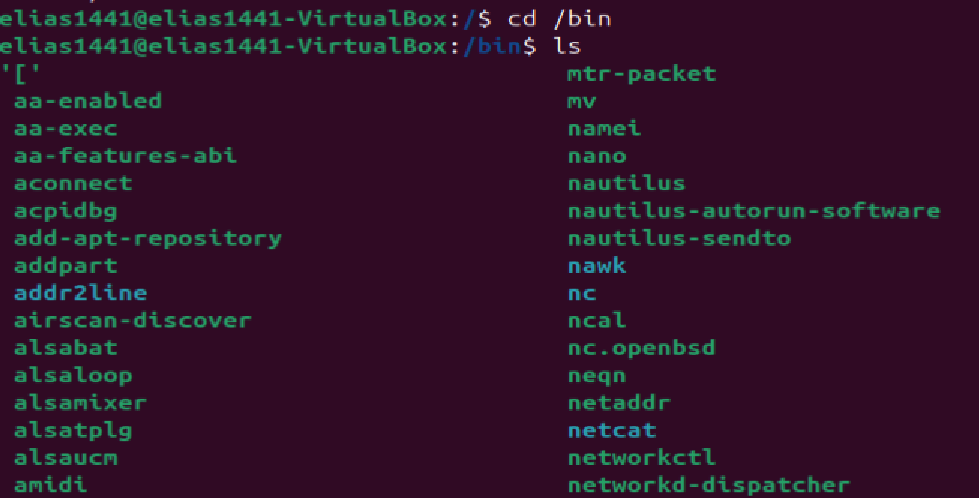 elias1441@elias1441-VirtualBox:/$ cd /bin
elias1441@elias1441-VirtualBox:/bin$ ls
'[' mtr-packet
aa-enabled mv
aa-exec namei
aa-features-abi nano
aconnect nautilus
acpidbg nautilus-autorun-software
add-apt-repository nautilus-sendto
addpart nawk
addr2line nc
airscan-discover ncal
alsabat nc.openbsd
alsaloop neqn
alsamixer netaddr
alsatplg netcat
alsaucm networkctl
amidi networkd-dispatcher